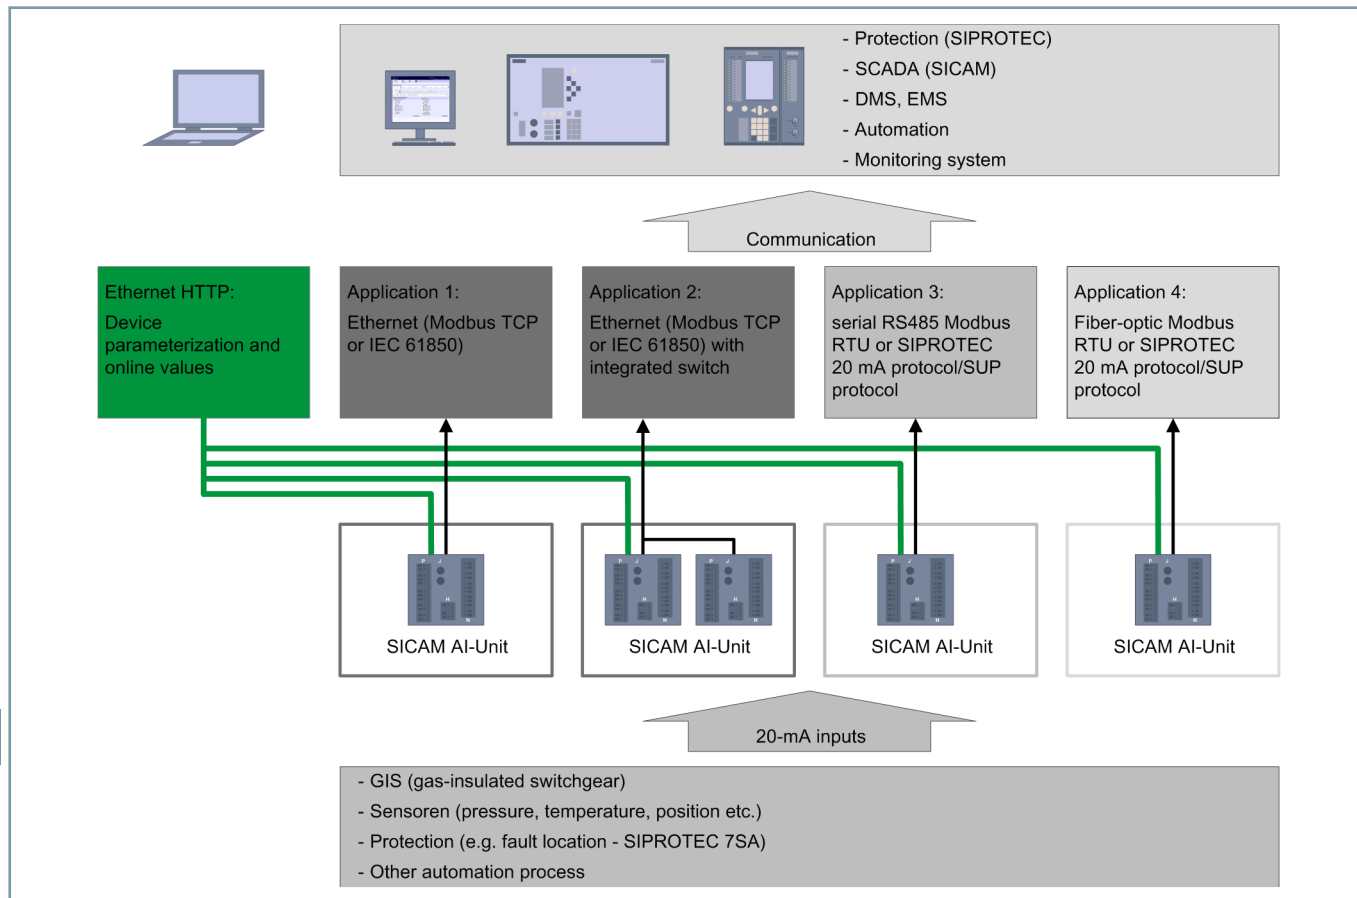 - Protection (SIPROTEC)
- SCADA (SICAM)
- DMS, EMS
- Automation
- Monitoring system
Communication
Ethernet HTTP:
Device
parameterization and
online values
Application 1:
Ethernet (Modbus TCP
or IEC 61850)
Application 2:
Ethernet (Modbus TCP
or IEC 61850) with
integrated switch
Application 3:
serial RS485 Modbus
RTU or SIPROTEC
20 mA protocol/SUP
protocol
Application 4:
Fiber-optic Modbus
RTU or SIPROTEC
20 mA protocol/SUP
protocol
P J
H
N
SICAM AI-Unit
P J
H
N
P J
H
N
SICAM AI-Unit
P J
H
N
SICAM AI-Unit
P J
H
N
SICAM AI-Unit
20-mA inputs
- GIS (gas-insulated switchgear)
- Sensoren (pressure, temperature, position etc.)
- Protection (e.g. fault location - SIPROTEC 7SA)
- Other automation process